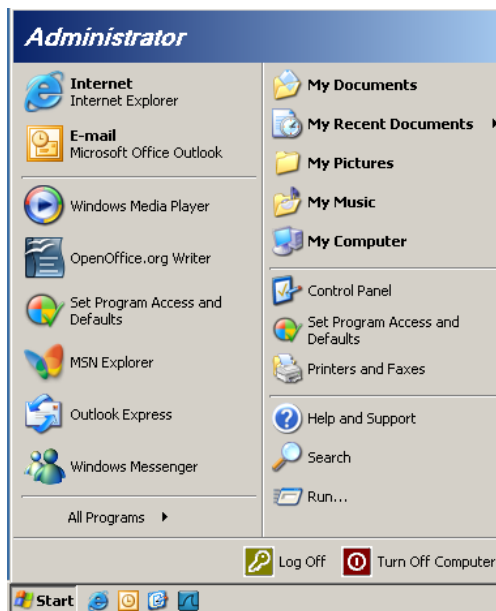 Administrator
Internet
Internet Explorer
E-mail
Microsoft Office Outlook
Windows Media Player
OpenOffice.org Writer
Set Program Access and
Defaults
MSN Explorer
Outlook Express
Windows Messenger
All Programs
My Documents
My Recent Documents
My Pictures
My Music
My Computer
Control Panel
Set Program Access and
Defaults
Printers and Faxes
Help and Support
Search
Run...
Log Off
Turn Off Computer
Start